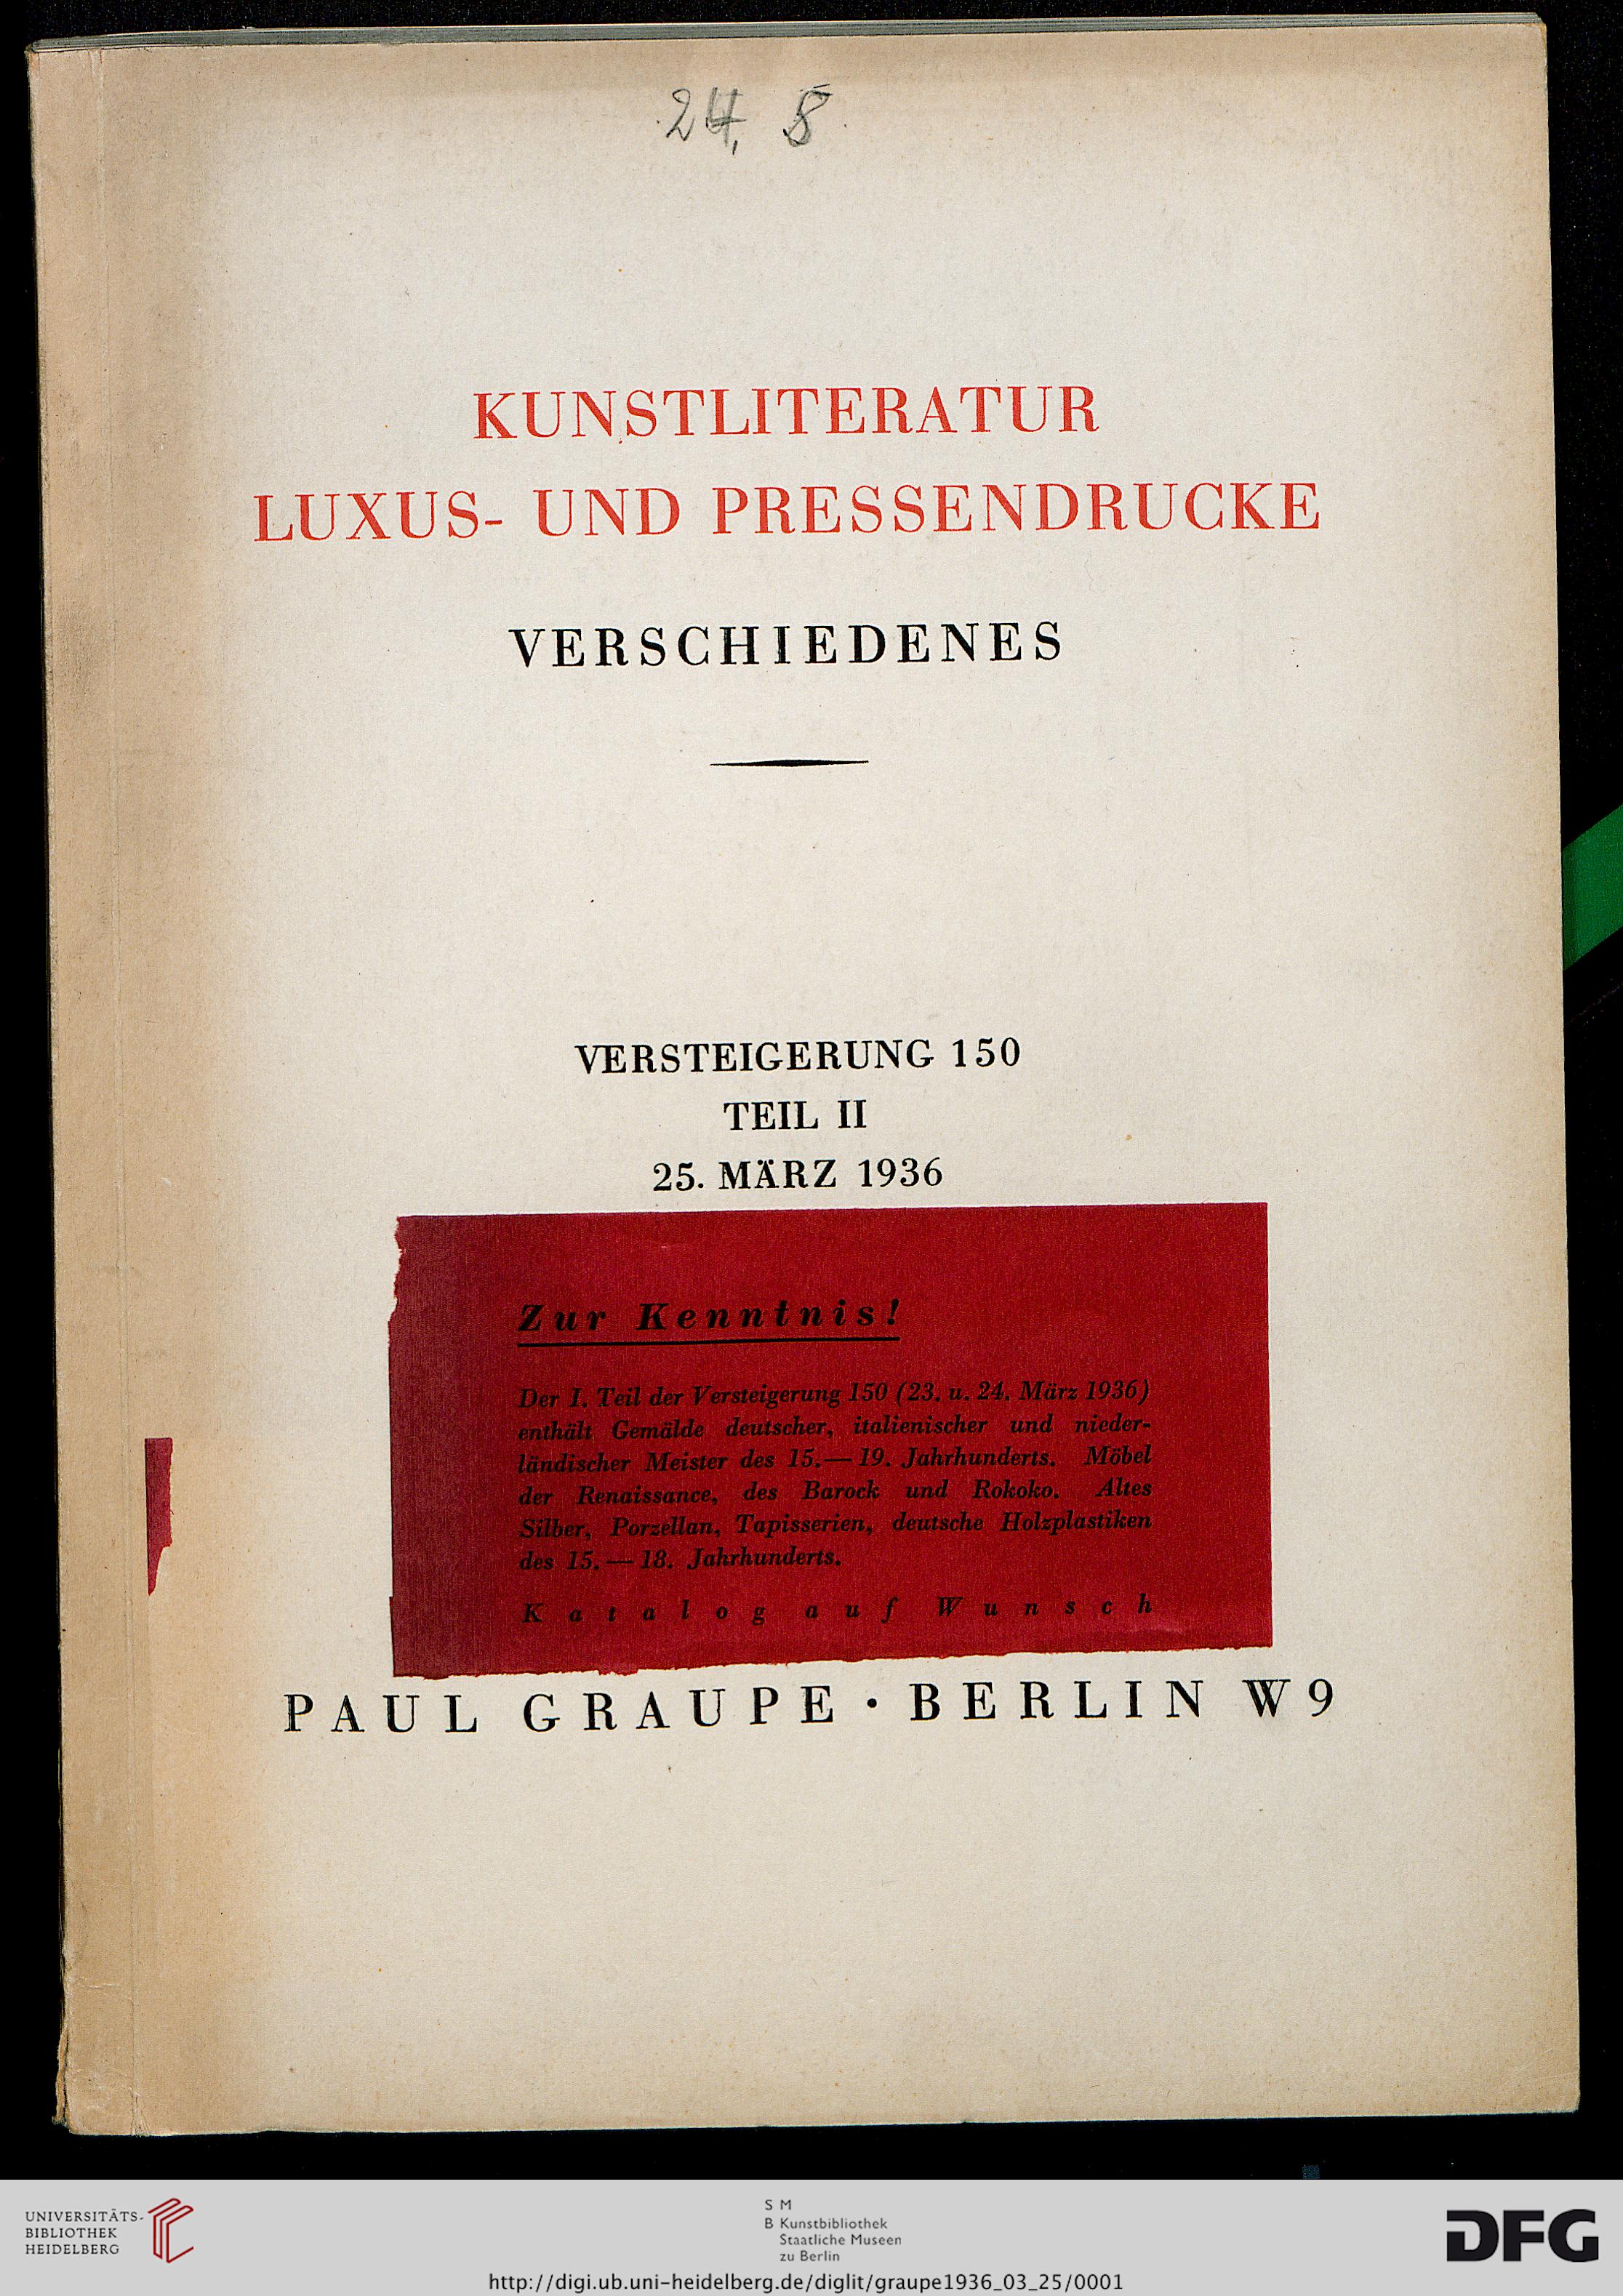 24, 8
KUNSTLITERATUR
LUXUS- UND PRESSENDRUCKE
VERSCHIEDENES
VERSTEIGERUNG 150
TEIL II
25. MÄRZ 1936
Zur Kenntnis!
Der I. Teil der Versteigerung 150 (23. u. 24. März 1936)
enthält Gemälde deutscher, italienischer und nieder-
ländischer Meister des 15.—19. Jahrhunderts. Möbel
der Renaissance, des Barock und Rokoko. Altes
Silber, Porzellan, Tapisserien, deutsche Holzplastiken
des 15.—18. Jahrhunderts.
Katalog auf Wunsch
PAUL GRAUPE · BERLIN W9
UNIVERSITÄTS-
BIBLIOTHEK
HEIDELBERG
S M
B Kunstbibliothek
Staatliche Museen
zu Berlin
DFG
http://digi.ub.uni-heidelberg.de/diglit/graupe1936_03_25/0001